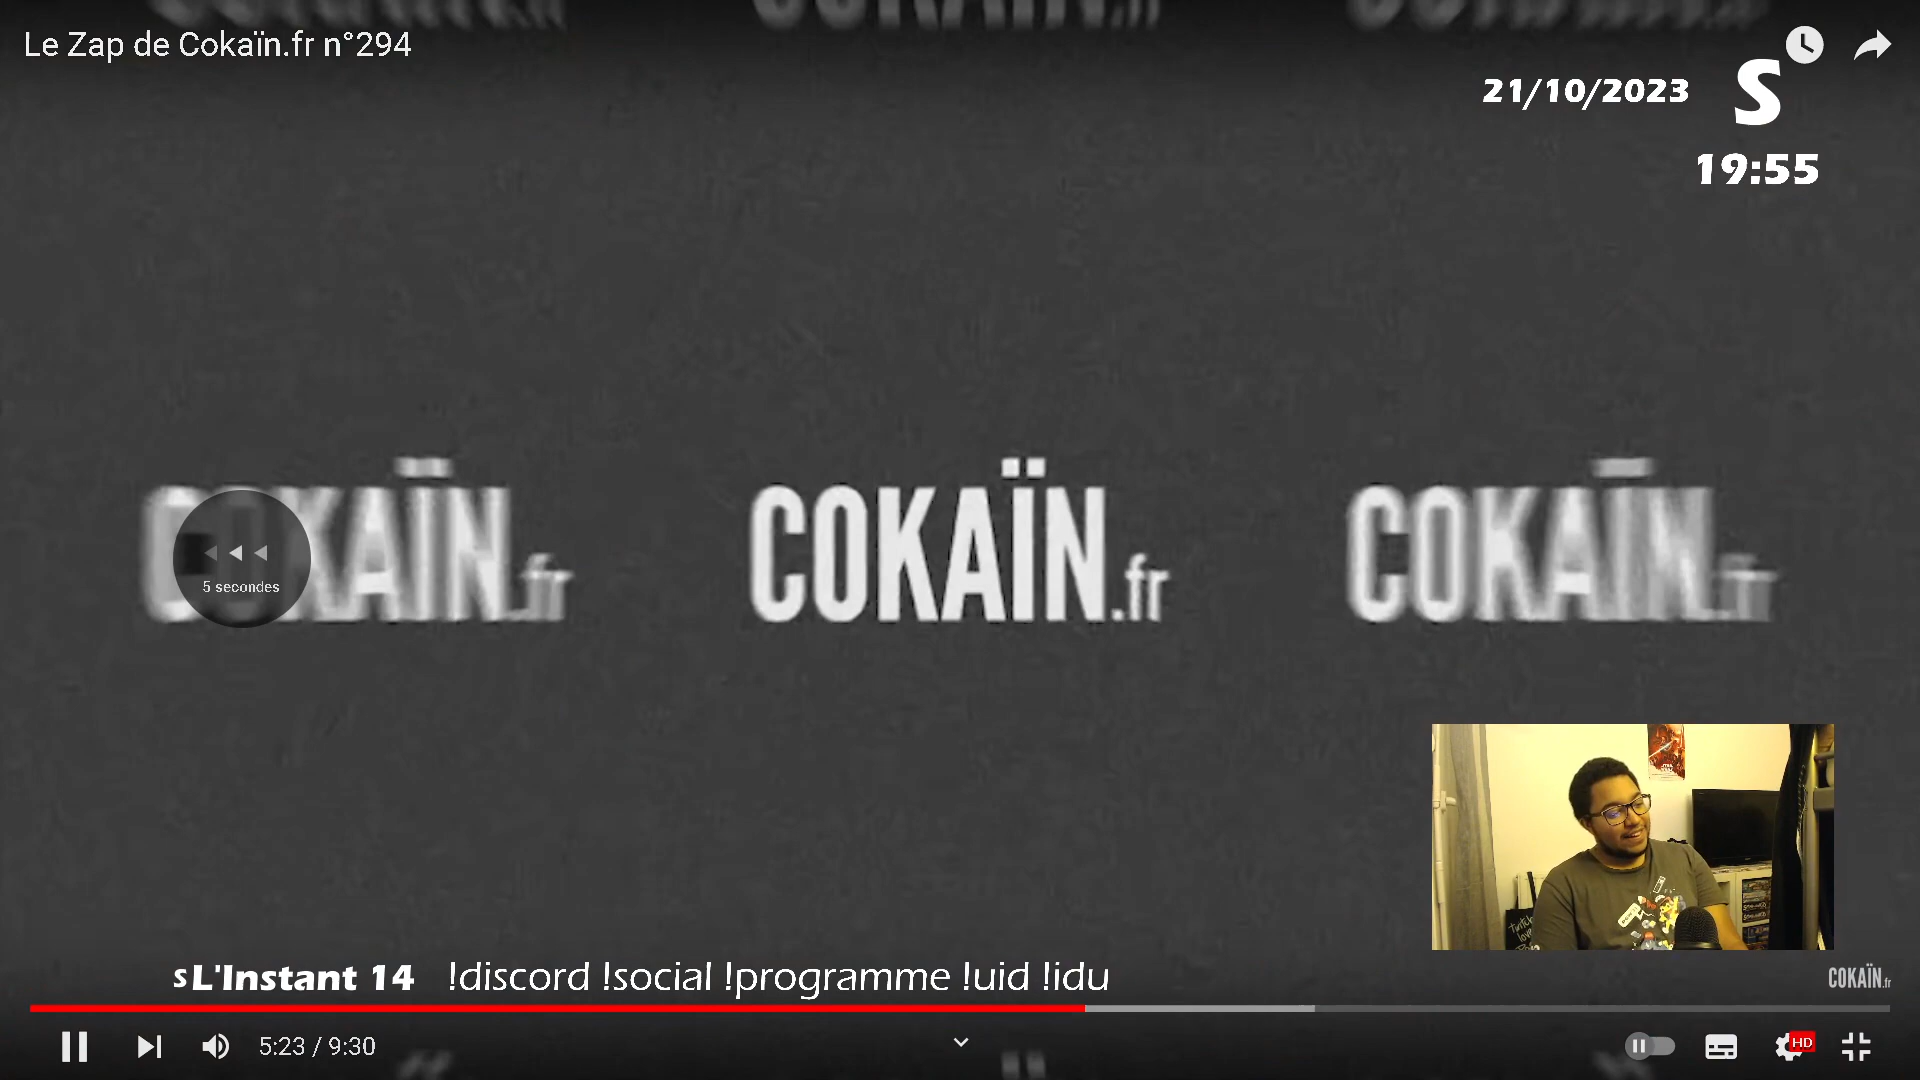 Le Zap de Cokaïn.fr n°294
21/10/2023
S
19:55
COKAÏN.fr
COKAÏN.fr
COKAÏN.fr
5 secondes
s L'Instant 14 !discord !social !programme !uid !idu
COKAÏN.fr
5:23 / 9:30
HD